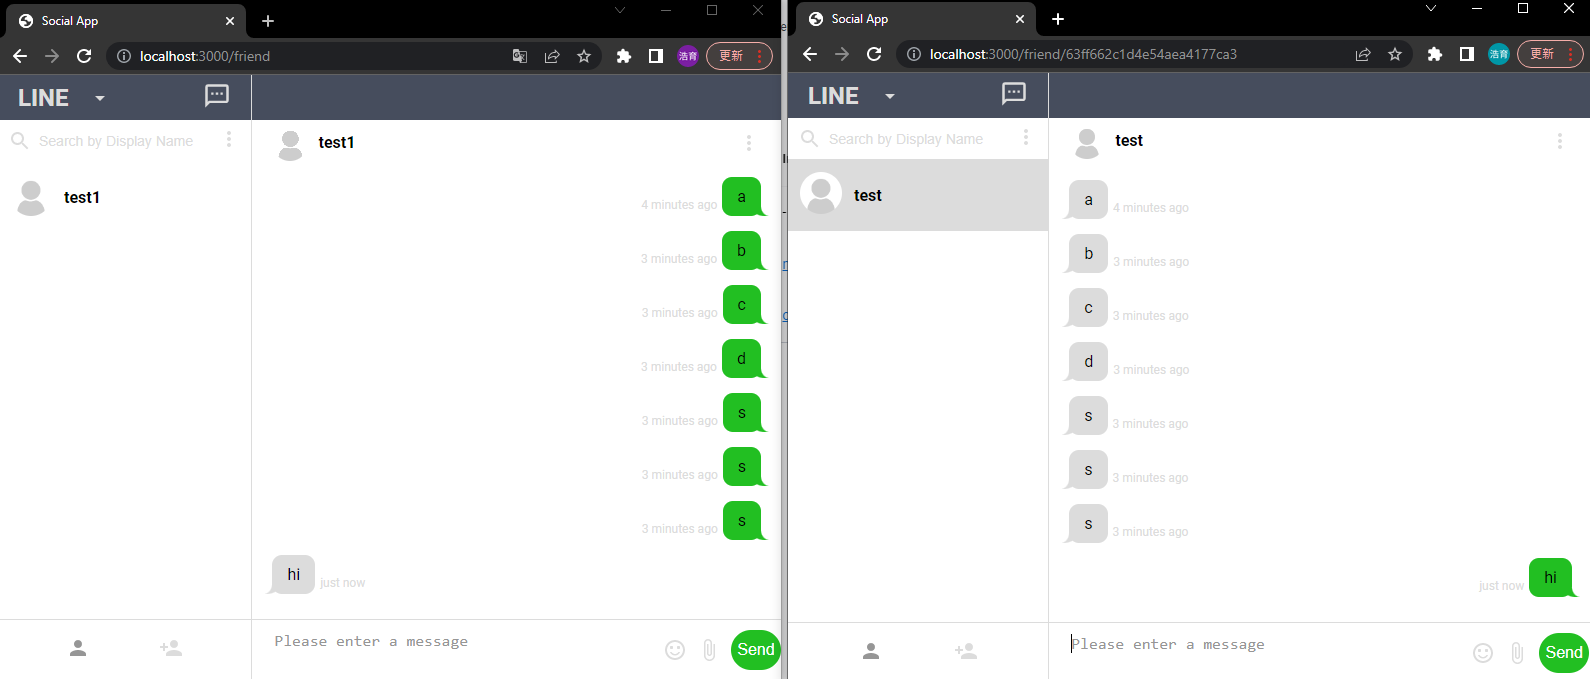 Social App
localhost:3000/friend
浩育
更新
LINE
Search by Display Name
test1
test1
4 minutes ago a
3 minutes ago b
3 minutes ago c
3 minutes ago d
3 minutes ago s
3 minutes ago s
3 minutes ago s
hi just now
Please enter a message
Send
Social App
localhost:3000/friend/63ff662c1d4e54aea4177ca3
浩育
更新
LINE
Search by Display Name
test
test
a 4 minutes ago
b 3 minutes ago
c 3 minutes ago
d 3 minutes ago
s 3 minutes ago
s 3 minutes ago
s 3 minutes ago
just now hi
Please enter a message
Send